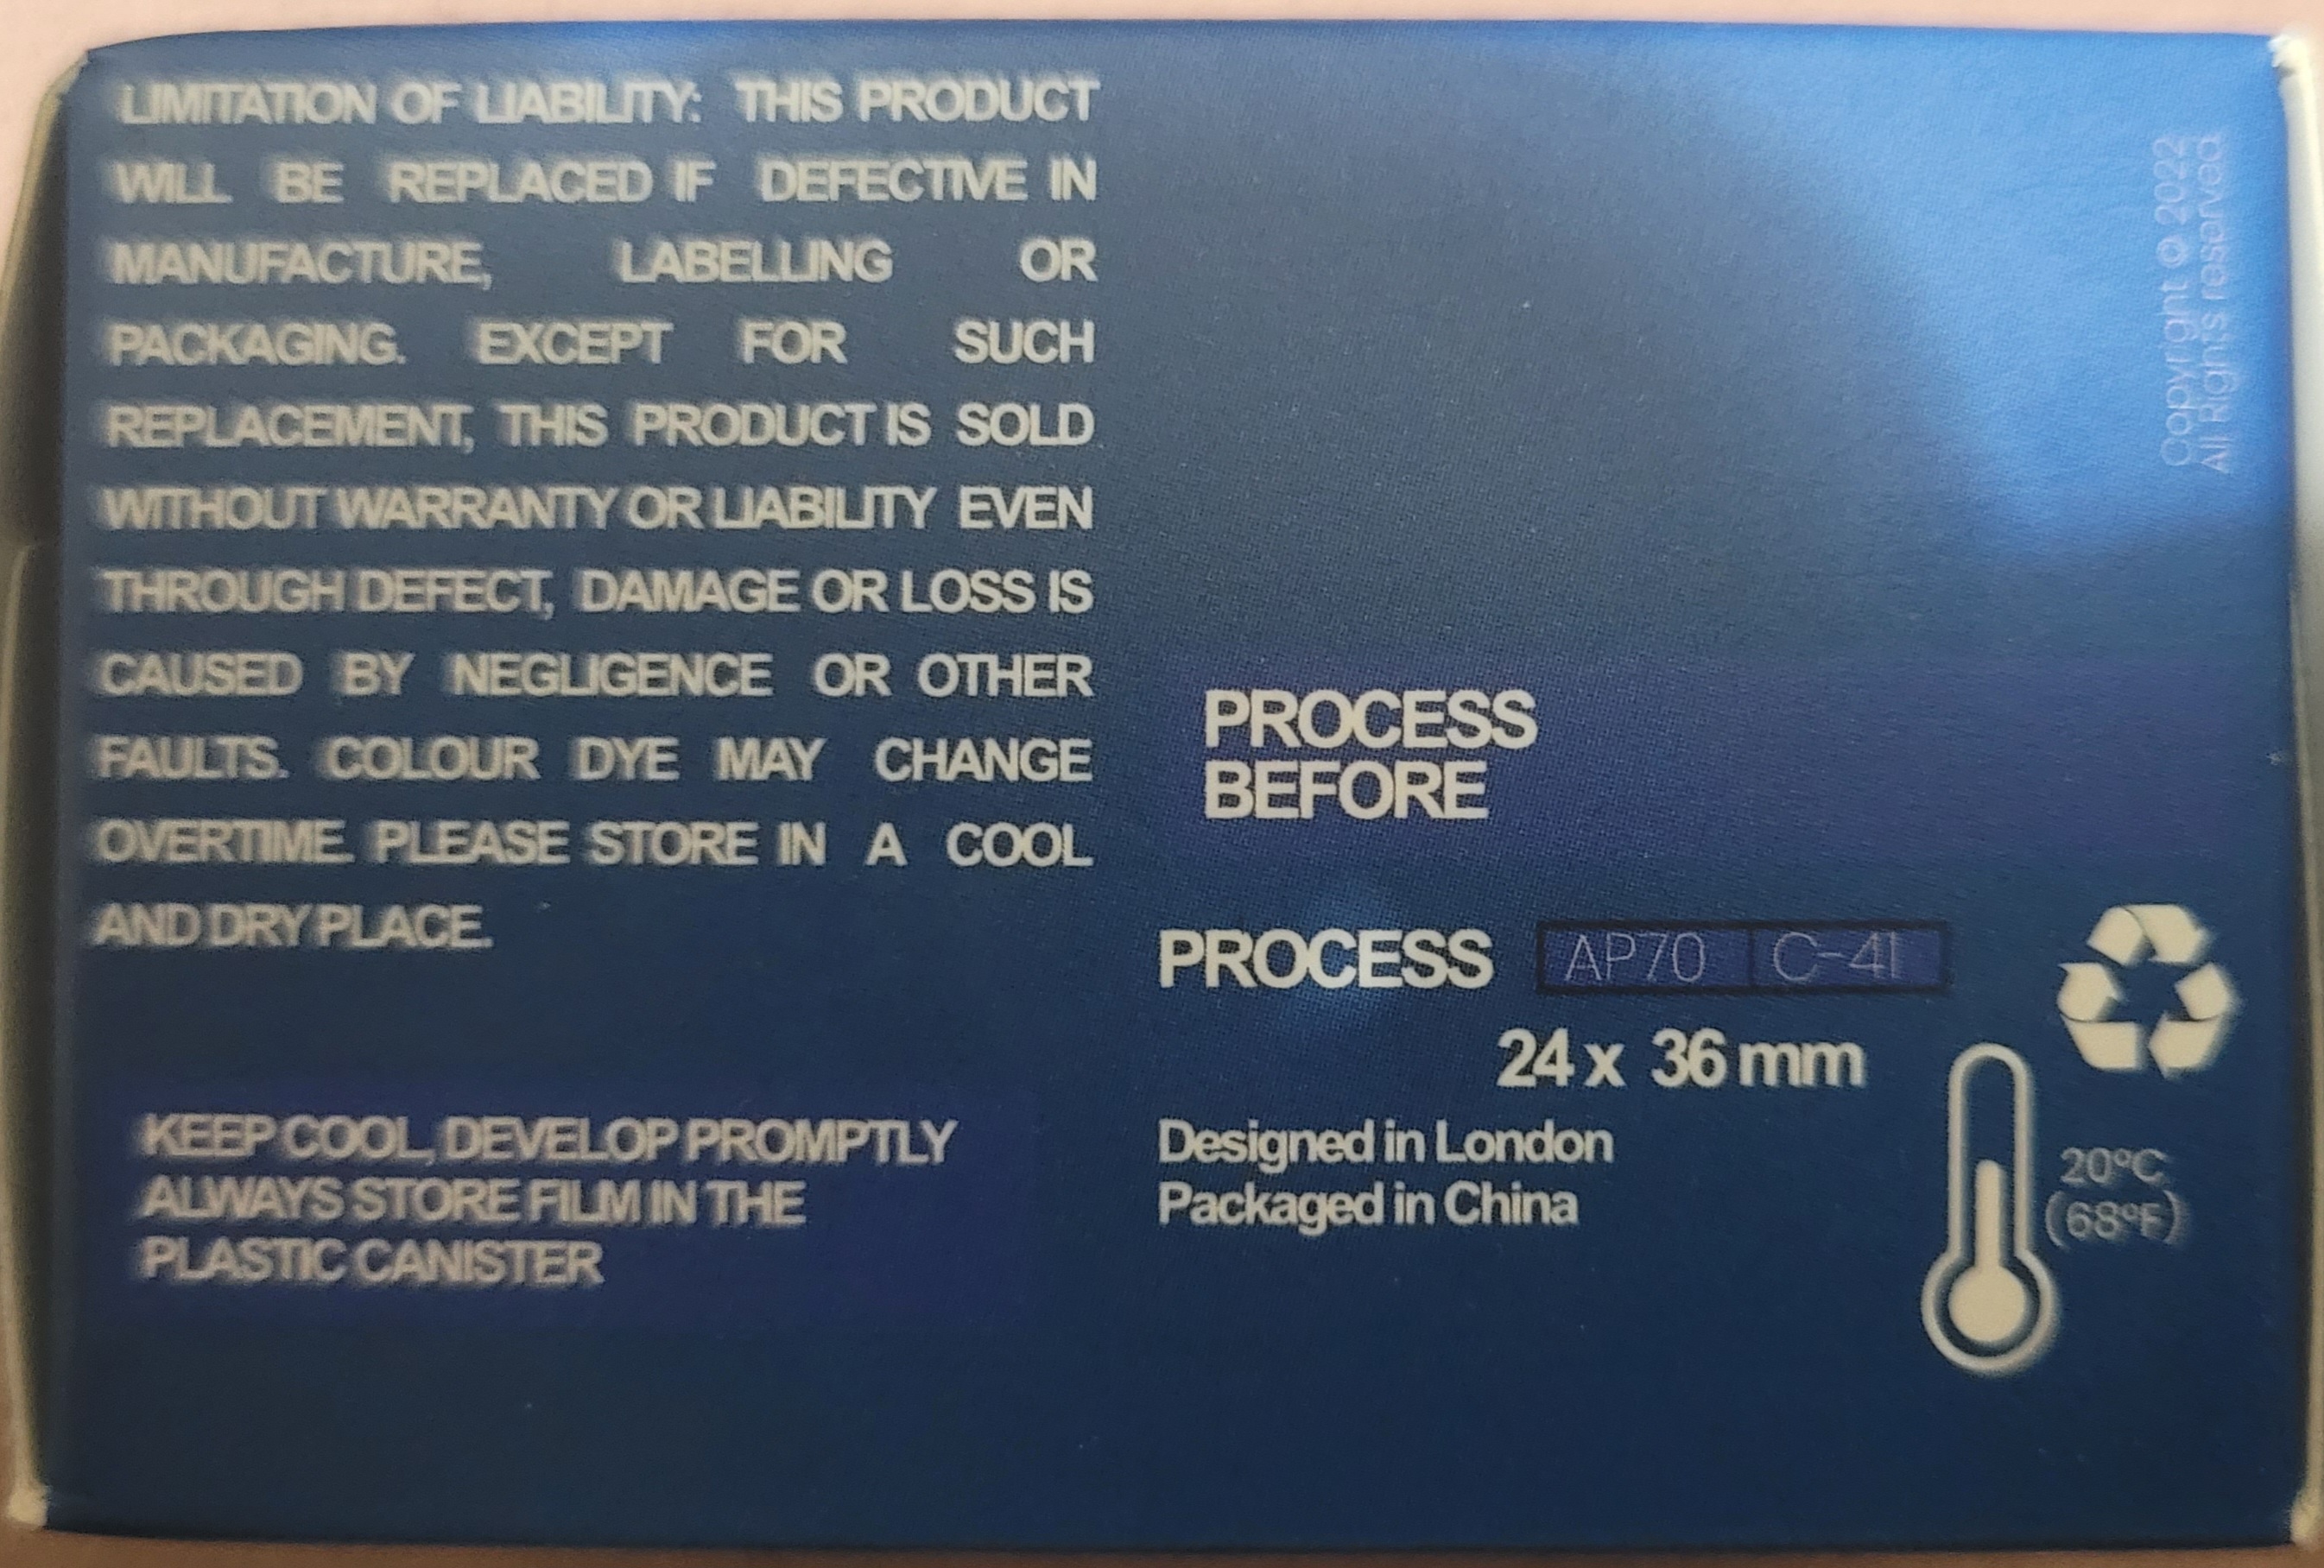 LIMITATION OF LIABILITY: THIS PRODUCT
WILL BE REPLACED IF DEFECTIVE IN
MANUFACTURE, LABELLING OR
PACKAGING. EXCEPT FOR SUCH
REPLACEMENT, THIS PRODUCT IS SOLD
WITHOUT WARRANTY OR LIABILITY EVEN
THROUGH DEFECT, DAMAGE OR LOSS IS
CAUSED BY NEGLIGENCE OR OTHER
FAULTS. COLOUR DYE MAY CHANGE
OVERTIME. PLEASE STORE IN A COOL
AND DRY PLACE.
KEEP COOL, DEVELOP PROMPTLY
ALWAYS STORE FILM IN THE
PLASTIC CANISTER
Copyright © 2022
All Rights reserved
PROCESS
BEFORE
PROCESS AP70 C-41
24 x 36 mm
Designed in London
Packaged in China
20°C
(68°F)